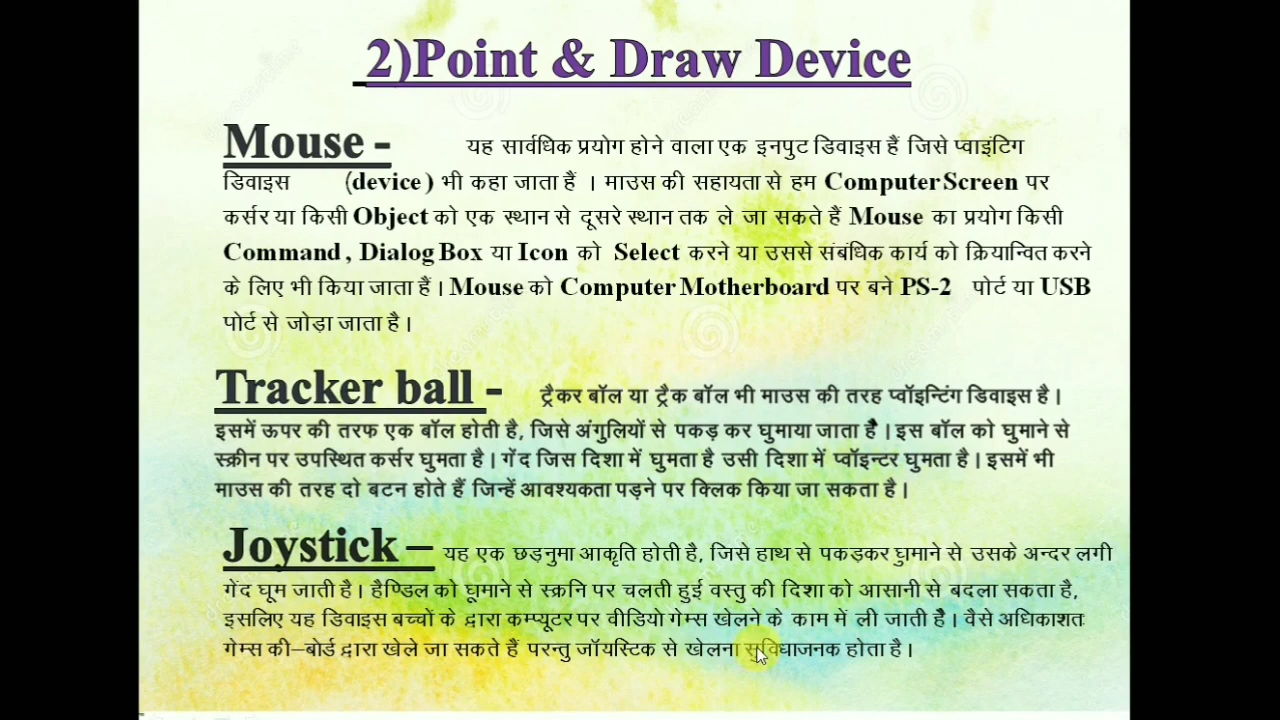 2)Point & Draw Device
Mouse - यह सार्वधिक प्रयोग होने वाला एक इनपुट डिवाइस हैं जिसे प्वाइंटिग
डिवाइस (device) भी कहा जाता हैं । माउस की सहायता से हम Computer Screen पर
कर्सर या किसी Object को एक स्थान से दूसरे स्थान तक ले जा सकते हैं Mouse का प्रयोग किसी
Command, Dialog Box या Icon को Select करने या उससे संबंधिक कार्य को क्रियान्वित करने
के लिए भी किया जाता हैं । Mouse को Computer Motherboard पर बने PS-2 पोर्ट या USB
पोर्ट से जोड़ा जाता है ।
Tracker ball - ट्रैकर बॉल या ट्रैक बॉल भी माउस की तरह प्वॉइन्टिंग डिवाइस है ।
इसमें ऊपर की तरफ एक बॉल होती है, जिसे अंगुलियों से पकड़ कर घुमाया जाता है । इस बॉल को घुमाने से
स्क्रीन पर उपस्थित कर्सर घुमता है । गेंद जिस दिशा में घुमता है उसी दिशा में प्वॉइन्टर घुमता है । इसमें भी
माउस की तरह दो बटन होते हैं जिन्हें आवश्यकता पड़ने पर क्लिक किया जा सकता है ।
Joystick – यह एक छड़नुमा आकृति होती है, जिसे हाथ से पकड़कर घुमाने से उसके अन्दर लगी
गेंद घूम जाती है । हैण्डिल को घूमाने से स्क्रनि पर चलती हुई वस्तु की दिशा को आसानी से बदला सकता है,
इसलिए यह डिवाइस बच्चों के द्वारा कम्प्यूटर पर वीडियो गेम्स खेलने के काम में ली जाती है । वैसे अधिकाशतः
गेम्स की–बोर्ड द्वारा खेले जा सकते हैं परन्तु जॉयस्टिक से खेलना सुविधाजनक होता है ।